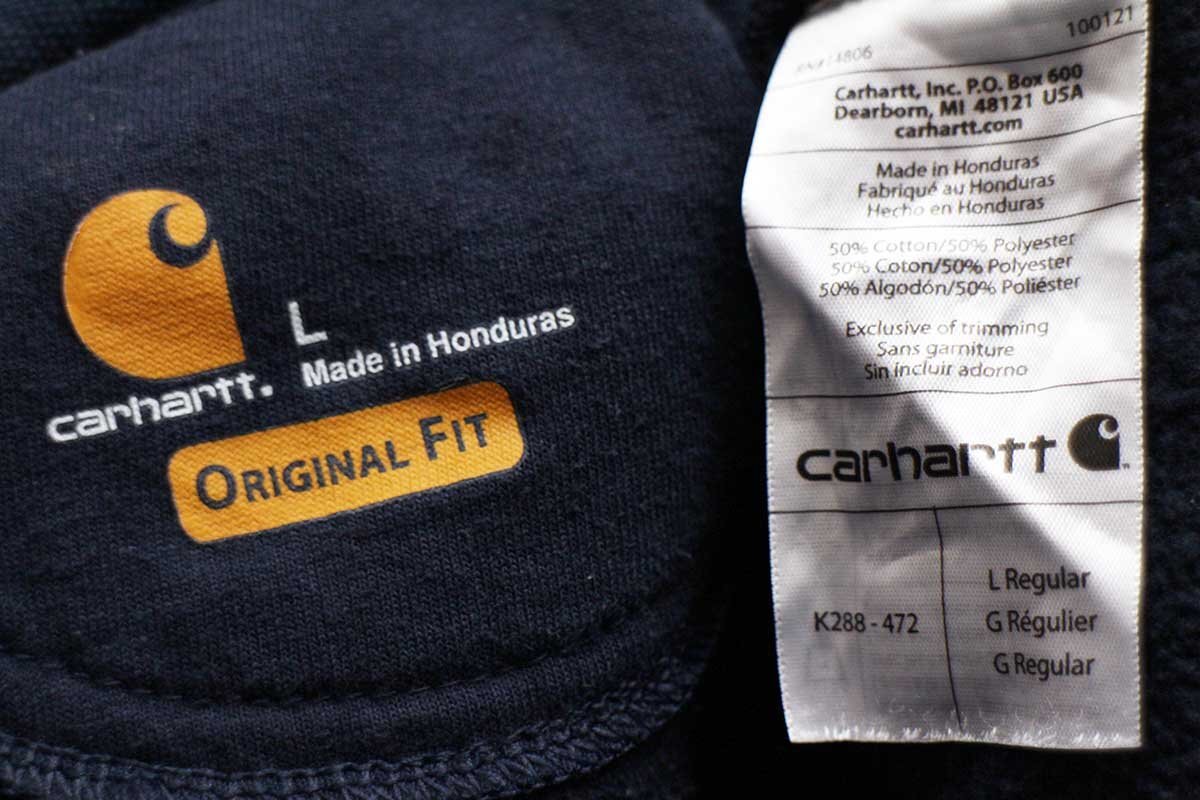 carhartt.
L
Made in Honduras
ORIGINAL FIT
100121
Carhartt, Inc. P.O. Box 600
Dearborn, MI 48121 USA
carhartt.com
Made in Honduras
Fabriqué au Honduras
Hecho en Honduras
50% Cotton/50% Polyester
50% Coton/50% Polyester
50% Algodón/50% Poliéster
Exclusive of trimming
Sans garniture
Sin incluir adorno
carhartt
K288 - 472
L Regular
G Régulier
G Regular